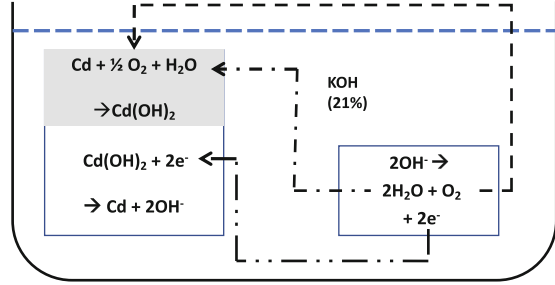 Cd + ½ O₂ + H₂O
→Cd(OH)₂
Cd(OH)₂ + 2e⁻
→ Cd + 2OH⁻
KOH
(21%)
2OH⁻ →
2H₂O + O₂
+ 2e⁻